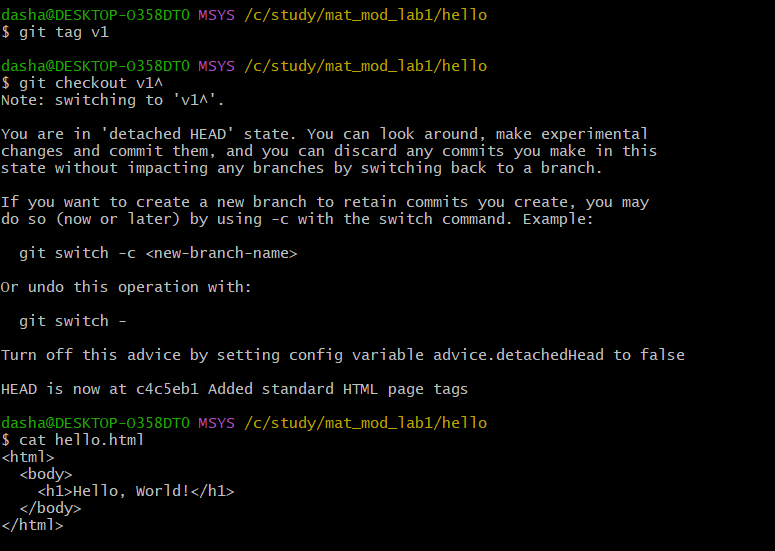 dasha@DESKTOP-O358DT0 MSYS /c/study/mat_mod_lab1/hello
$ git tag v1
dasha@DESKTOP-O358DT0 MSYS /c/study/mat_mod_lab1/hello
$ git checkout v1^
Note: switching to 'v1^'.
You are in 'detached HEAD' state. You can look around, make experimental
changes and commit them, and you can discard any commits you make in this
state without impacting any branches by switching back to a branch.
If you want to create a new branch to retain commits you create, you may
do so (now or later) by using -c with the switch command. Example:
  git switch -c <new-branch-name>
Or undo this operation with:
  git switch -
Turn off this advice by setting config variable advice.detachedHead to false
HEAD is now at c4c5eb1 Added standard HTML page tags
dasha@DESKTOP-O358DT0 MSYS /c/study/mat_mod_lab1/hello
$ cat hello.html
<html>
  <body>
    <h1>Hello, World!</h1>
  </body>
</html>